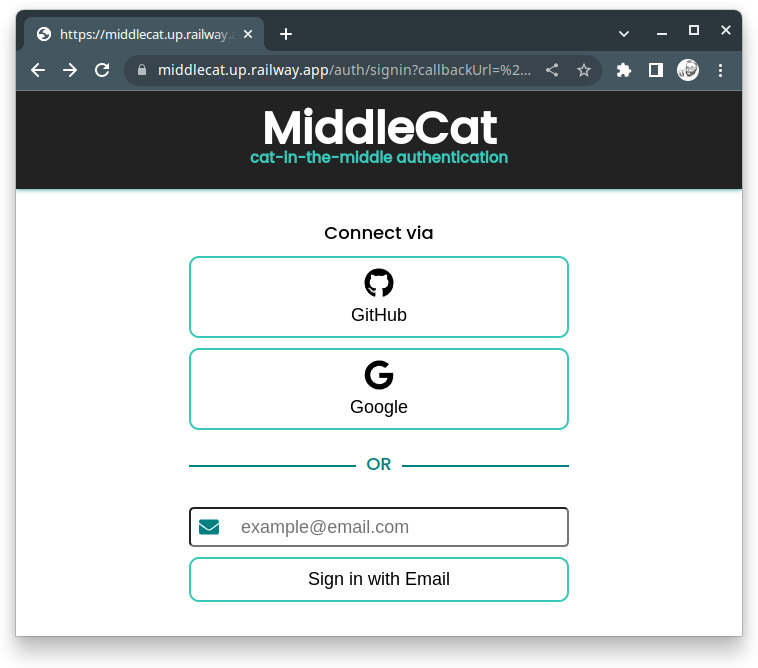 https://middlecat.up.railway.
middlecat.up.railway.app/auth/signin?callbackUrl=%2...
MiddleCat
cat-in-the-middle authentication
Connect via
GitHub
Google
OR
example@email.com
Sign in with Email